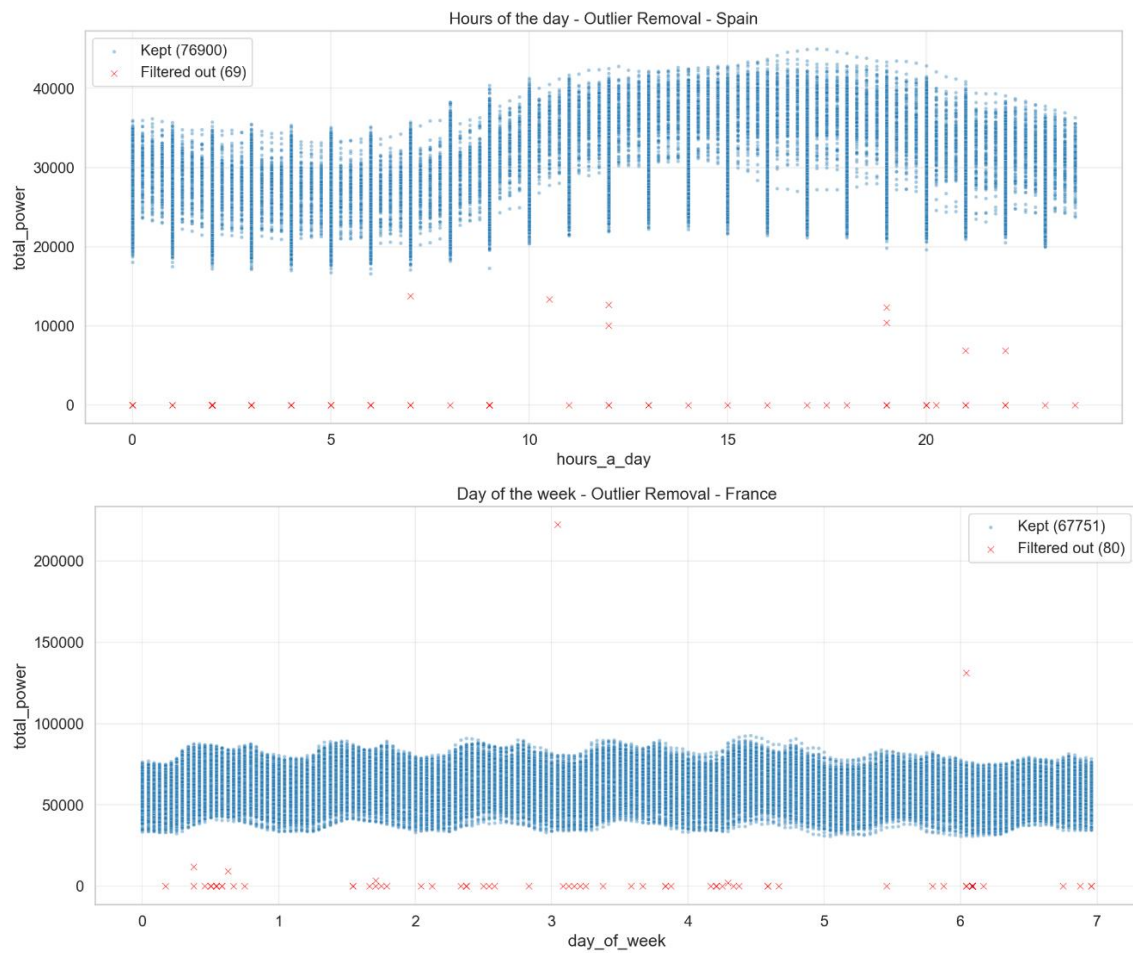 Hours of the day - Outlier Removal - Spain
Kept (76900)
Filtered out (69)
40000
30000
20000
10000
0
total_power
0 5 10 15 20
hours_a_day
Day of the week - Outlier Removal - France
Kept (67751)
Filtered out (80)
200000
150000
100000
50000
0
total_power
0 1 2 3 4 5 6 7
day_of_week